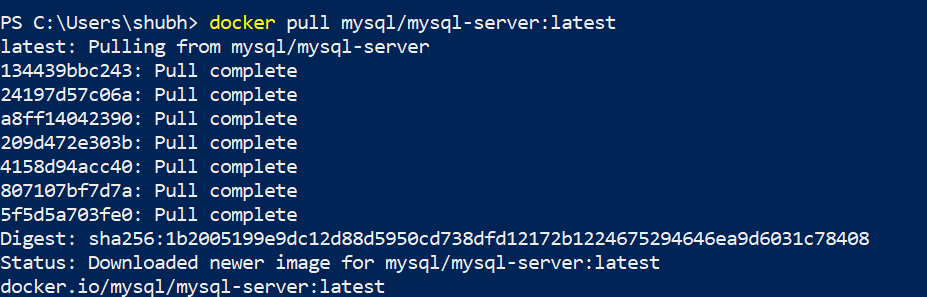 PS C:\Users\shubh> docker pull mysql/mysql-server:latest
latest: Pulling from mysql/mysql-server
134439bbc243: Pull complete
24197d57c06a: Pull complete
a8ff14042390: Pull complete
209d472e303b: Pull complete
4158d94acc40: Pull complete
807107bf7d7a: Pull complete
5f5d5a703fe0: Pull complete
Digest: sha256:1b2005199e9dc12d88d5950cd738dfd12172b1224675294646ea9d6031c78408
Status: Downloaded newer image for mysql/mysql-server:latest
docker.io/mysql/mysql-server:latest